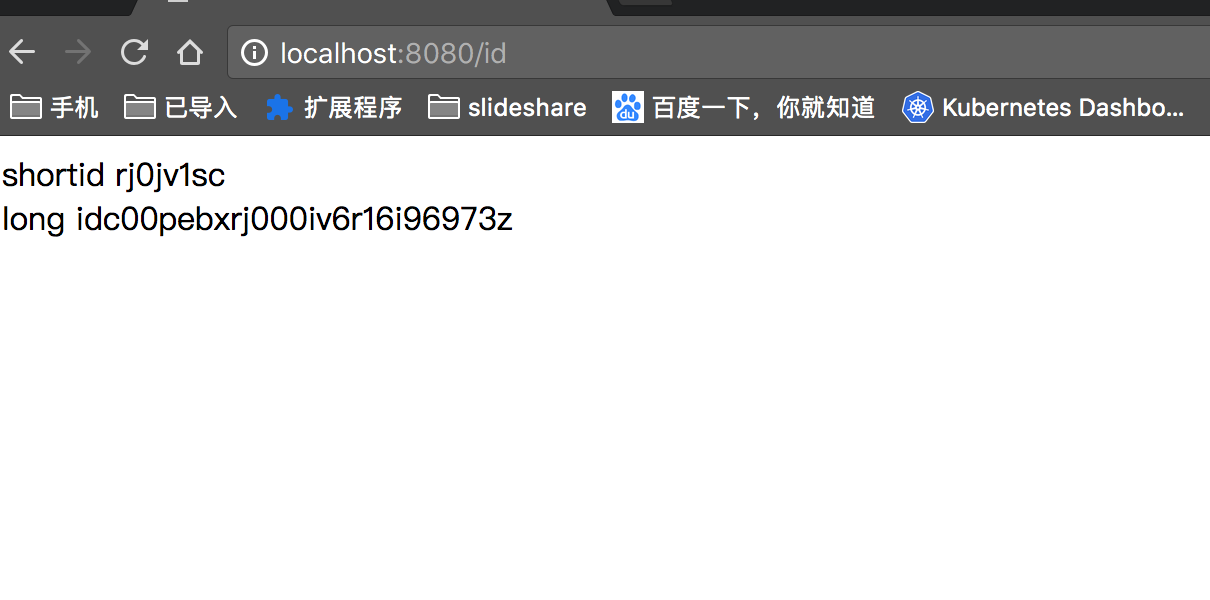 localhost:8080/id
手机 已导入 扩展程序 slideshare du 百度一下，你就知道 Kubernetes Dashbo...
shortid rj0jv1sc
long idc00pebxrj000iv6r16i96973z